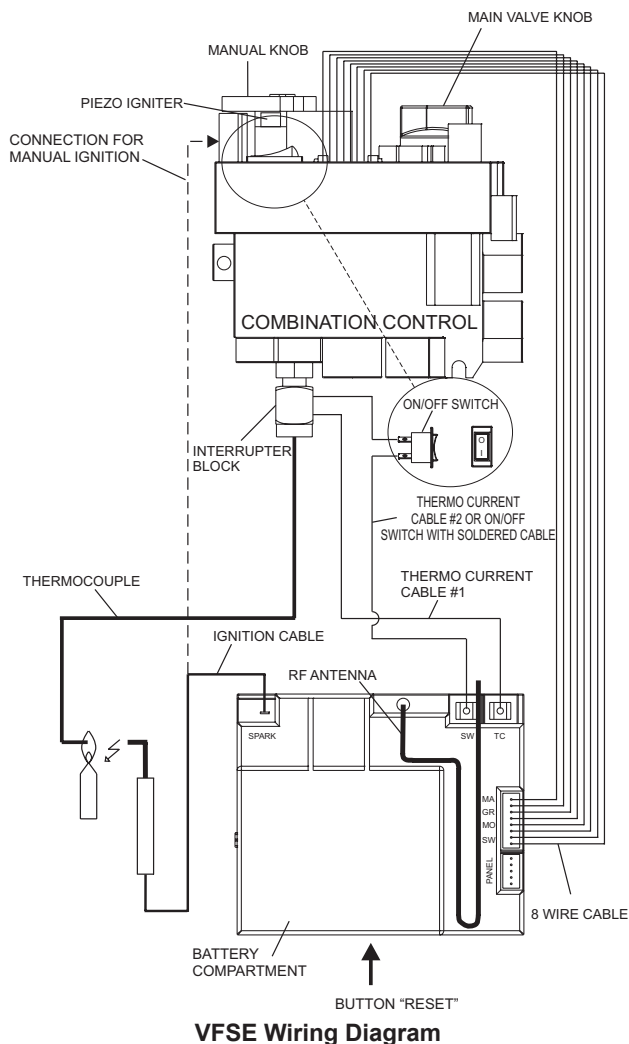 MAIN VALVE KNOB
MANUAL KNOB
PIEZO IGNITER
CONNECTION FOR
MANUAL IGNITION
COMBINATION CONTROL
ON/OFF SWITCH
O
I
INTERRUPTER
BLOCK
THERMO CURRENT
CABLE #2 OR ON/OFF
SWITCH WITH SOLDERED CABLE
THERMOCOUPLE
THERMO CURRENT
CABLE #1
IGNITION CABLE
RF ANTENNA
SPARK
SW
TC
MA
GR
MO
SW
PANEL
8 WIRE CABLE
BATTERY
COMPARTMENT
BUTTON “RESET”
VFSE Wiring Diagram